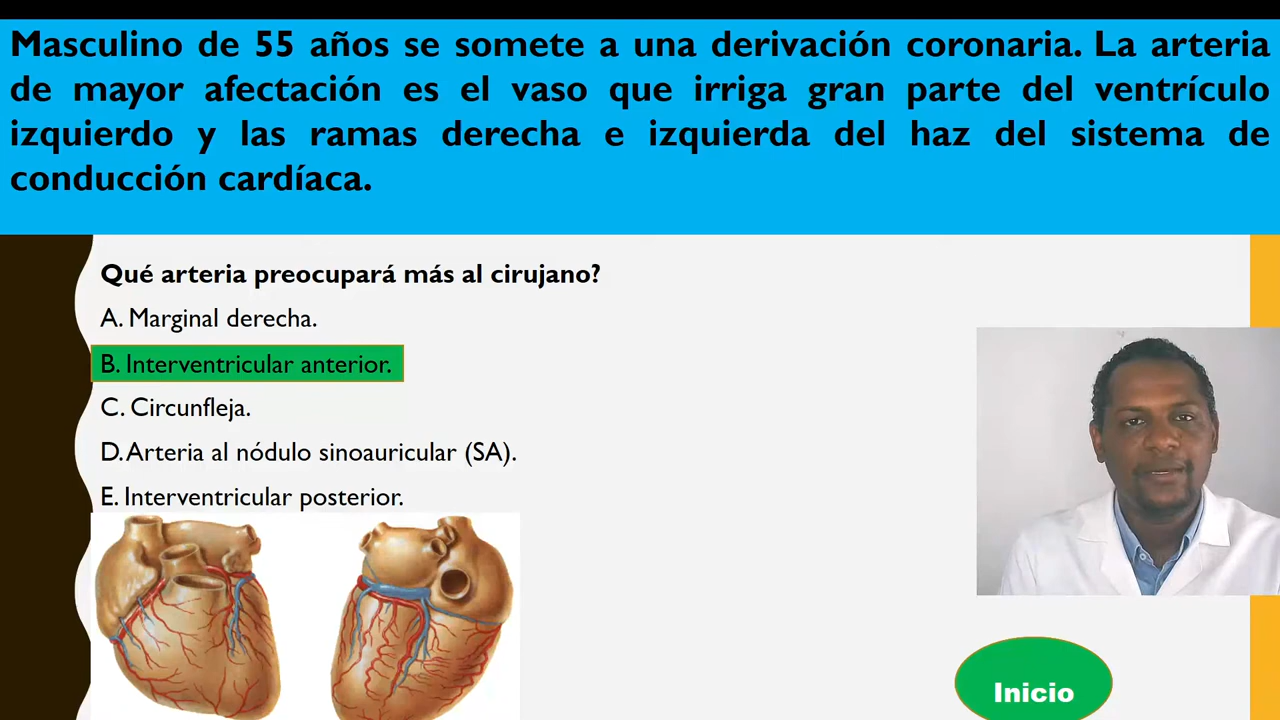 Masculino de 55 años se somete a una derivación coronaria. La arteria
de mayor afectación es el vaso que irriga gran parte del ventrículo
izquierdo y las ramas derecha e izquierda del haz del sistema de
conducción cardíaca.
Qué arteria preocupará más al cirujano?
A. Marginal derecha.
B. Interventricular anterior.
C. Circunfleja.
D.Arteria al nódulo sinoauricular (SA).
E. Interventricular posterior.
Inicio